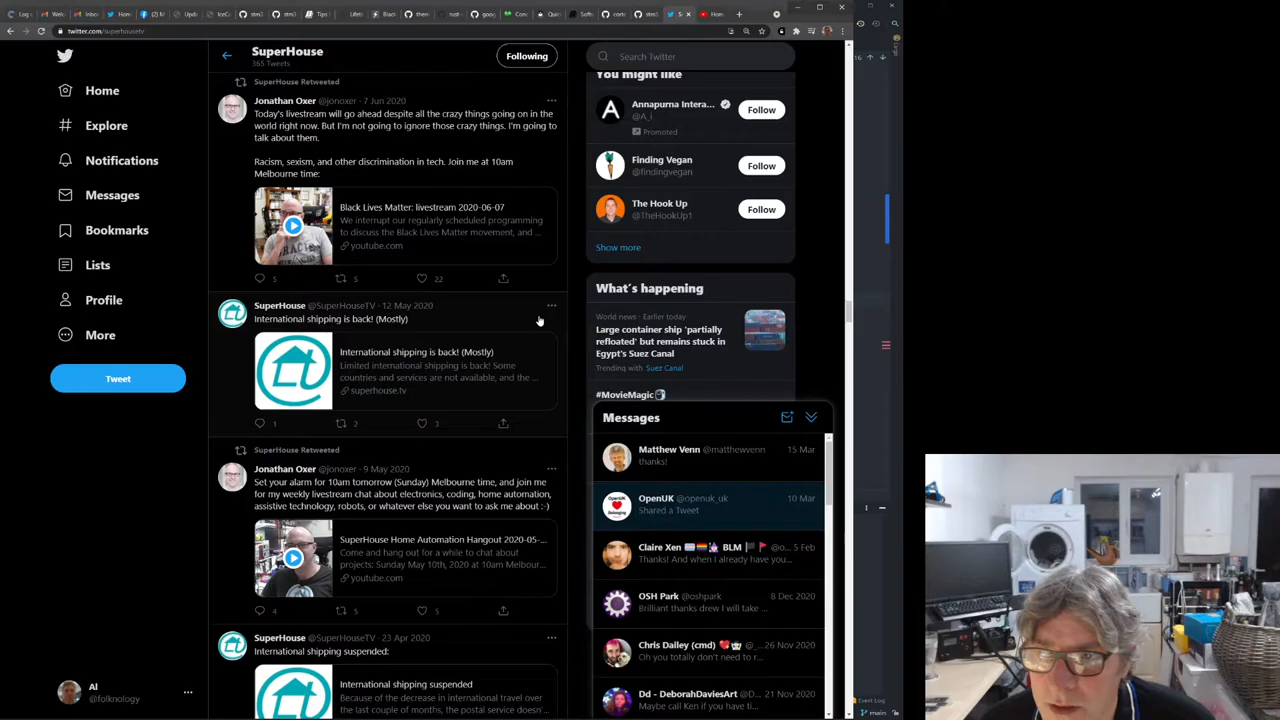 twitter.com/superhousetv
SuperHouse
365 Tweets
Following
Search Twitter
Home
Explore
Notifications
Messages
Bookmarks
Lists
Profile
More
Tweet
Al
@folknology
SuperHouse Retweeted
Jonathan Oxer @jonoxer · 7 Jun 2020
Today's livestream will go ahead despite all the crazy things going on in the
world right now. But I'm not going to ignore those crazy things. I'm going to
talk about them.
Racism, sexism, and other discrimination in tech. Join me at 10am
Melbourne time:
Black Lives Matter: livestream 2020-06-07
We interrupt our regularly scheduled programming
to discuss the Black Lives Matter movement, and ...
youtube.com
5 5 22
SuperHouse @SuperHouseTV · 12 May 2020
International shipping is back! (Mostly)
International shipping is back! (Mostly)
Limited international shipping is back! Some
countries and services are not available, and the ...
superhouse.tv
1 2 3
SuperHouse Retweeted
Jonathan Oxer @jonoxer · 9 May 2020
Set your alarm for 10am tomorrow (Sunday) Melbourne time, and join me
for my weekly livestream chat about electronics, coding, home automation,
assistive technology, robots, or whatever else you want to ask me about :-)
SuperHouse Home Automation Hangout 2020-05-...
Come and hang out for a while to chat about
projects: Sunday May 10th, 2020 at 10am Melbour...
youtube.com
4 5 5
SuperHouse @SuperHouseTV · 23 Apr 2020
International shipping suspended:
International shipping suspended
Because of the decrease in international travel over
the last couple of months, the postal service doesn'...
You might like
Annapurna Intera...
@A_i
Promoted
Follow
Finding Vegan
@findingvegan
Follow
The Hook Up
@TheHookUp1
Follow
Show more
What's happening
World news · Earlier today
Large container ship 'partially
refloated' but remains stuck in
Egypt's Suez Canal
Trending with Suez Canal
#MovieMagic
Messages
Matthew Venn @matthewvenn 15 Mar
thanks!
OpenUK @openuk_uk 10 Mar
Shared a Tweet
Claire Xen BLM @o... 5 Feb
Thanks! And when I already have you...
OSH Park @oshpark 8 Dec 2020
Brilliant thanks drew I will take ...
Chris Dailey (cmd) @_... 26 Nov 2020
Oh you totally don't need to r...
Dd - DeborahDaviesArt @D... 21 Nov 2020
Maybe call Ken if you have ti...
Event Log
main